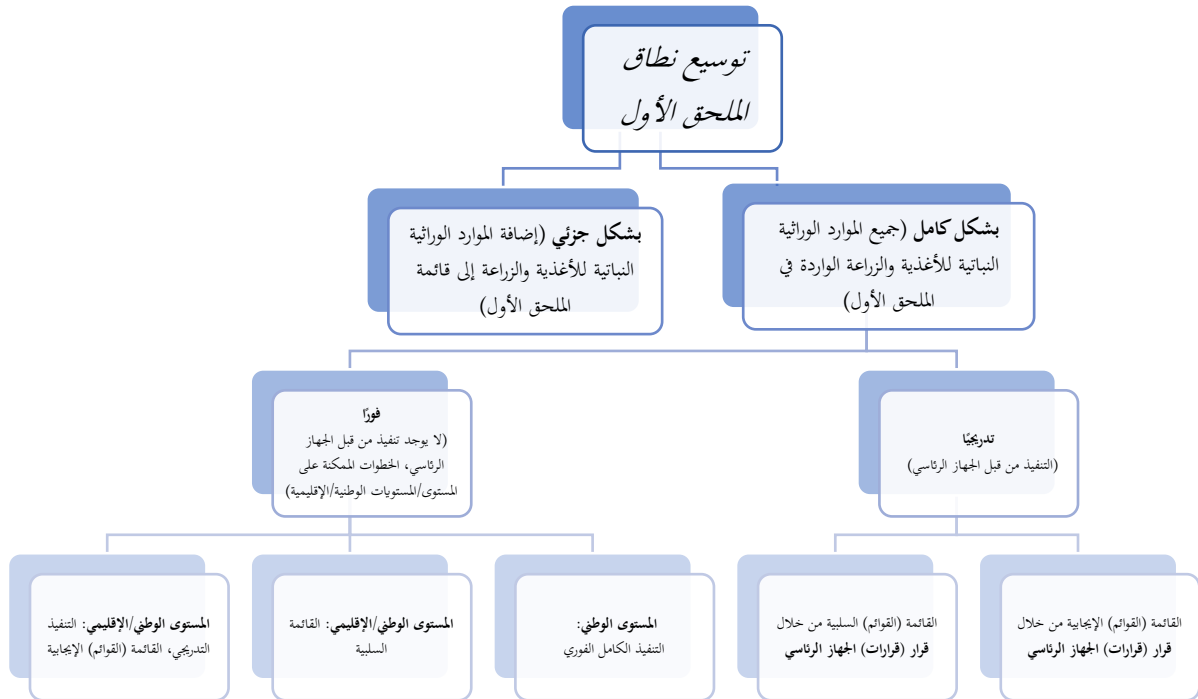 توسيع نطاق
الملحق الأول
بشكل كامل (جميع الموارد الوراثية
النباتية للأغذية والزراعة الواردة في
الملحق الأول)
بشكل جزئي (إضافة الموارد الوراثية
النباتية للأغذية والزراعة إلى قائمة
الملحق الأول)
تدريجيًا
(التنفيذ من قبل الجهاز الرئاسي)
فورًا
(لا يوجد تنفيذ من قبل الجهاز
الرئاسي، الخطوات الممكنة على
المستوى/المستويات الوطنية/الإقليمية)
القائمة (القوائم) الإيجابية من خلال
قرار (قرارات) الجهاز الرئاسي
القائمة (القوائم) السلبية من خلال
قرار (قرارات) الجهاز الرئاسي
المستوى الوطني:
التنفيذ الكامل الفوري
المستوى الوطني/الإقليمي: القائمة
السلبية
المستوى الوطني/الإقليمي: التنفيذ
التدريجي، القائمة (القوائم) الإيجابية